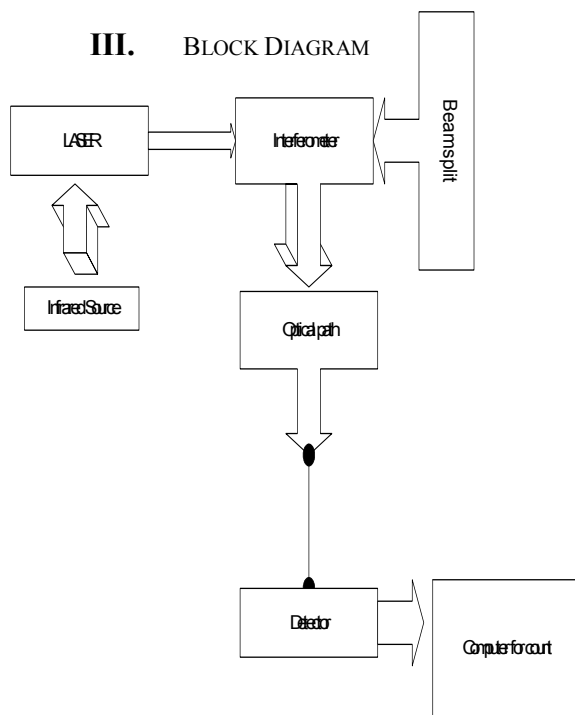 III. BLOCK DIAGRAM
LASER
Interferometer
Beamsplit
Infrared Source
Optical path
Detector
Computer for count